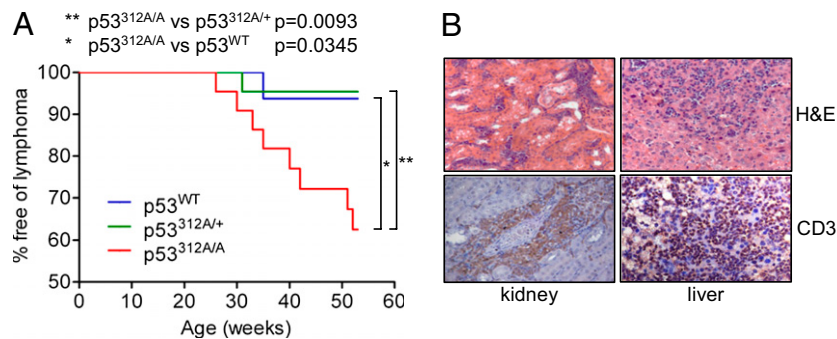 A
** p53312A/A vs p53312A/+ p=0.0093
* p53312A/A vs p53WT p=0.0345
% free of lymphoma
100
90
80
70
60
50
p53WT
p53312A/+
p53312A/A
*
**
0 10 20 30 40 50 60
Age (weeks)
B
H&E
CD3
kidney liver